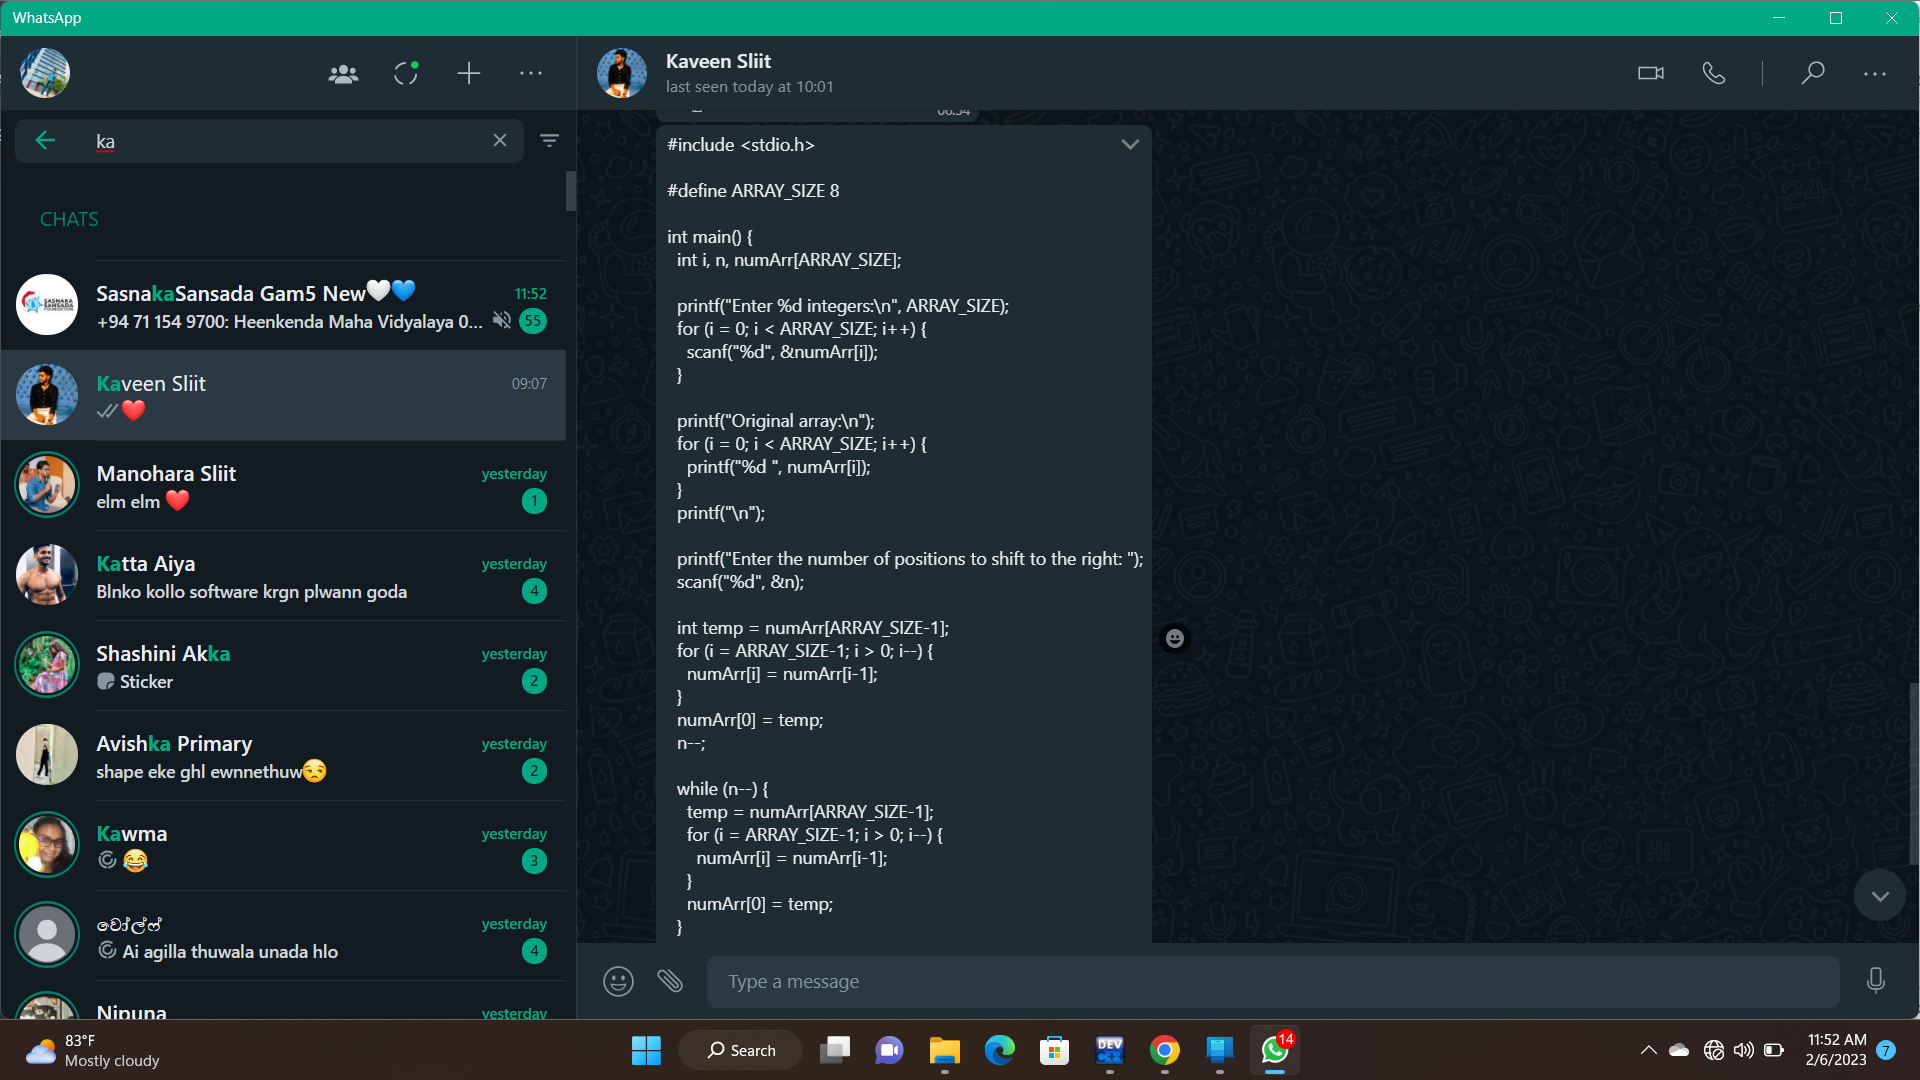 WhatsApp
ka
CHATS
SasnakaSansada Gam5 New🤍💙
11:52
+94 71 154 9700: Heenkenda Maha Vidyalaya 0...
55
Kaveen Sliit
09:07
❤️
Manohara Sliit
yesterday
elm elm ❤️
1
Katta Aiya
yesterday
Blnko kollo software krgn plwann goda
4
Shashini Akka
yesterday
Sticker
2
Avishka Primary
yesterday
shape eke ghl ewnnethuw😒
2
Kawma
yesterday
😂
3
වෝල්ෆ්
yesterday
Ai agilla thuwala unada hlo
4
Nipuna
yesterday
Kaveen Sliit
last seen today at 10:01
06:34
#include <stdio.h>
#define ARRAY_SIZE 8
int main() {
int i, n, numArr[ARRAY_SIZE];
printf("Enter %d integers:\n", ARRAY_SIZE);
for (i = 0; i < ARRAY_SIZE; i++) {
scanf("%d", &numArr[i]);
}
printf("Original array:\n");
for (i = 0; i < ARRAY_SIZE; i++) {
printf("%d ", numArr[i]);
}
printf("\n");
printf("Enter the number of positions to shift to the right: ");
scanf("%d", &n);
int temp = numArr[ARRAY_SIZE-1];
for (i = ARRAY_SIZE-1; i > 0; i--) {
numArr[i] = numArr[i-1];
}
numArr[0] = temp;
n--;
while (n--) {
temp = numArr[ARRAY_SIZE-1];
for (i = ARRAY_SIZE-1; i > 0; i--) {
numArr[i] = numArr[i-1];
}
numArr[0] = temp;
}
Type a message
83°F
Mostly cloudy
Search
DEV
C++
14
11:52 AM
2/6/2023
7